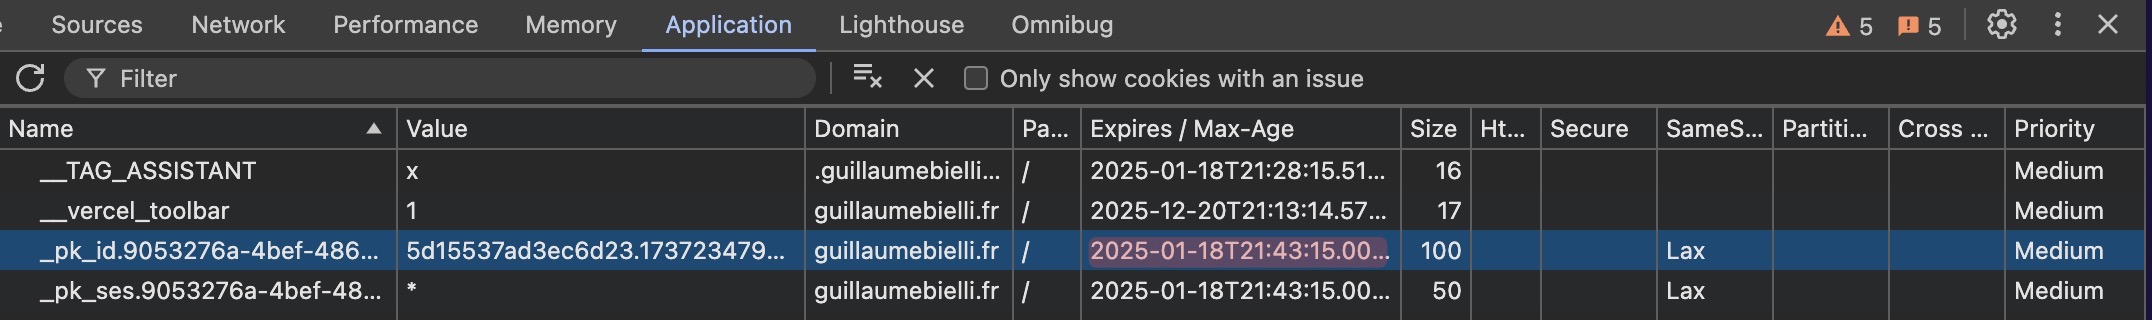 Sources Network Performance Memory Application Lighthouse Omnibug 5 5
Filter Only show cookies with an issue
Name Value Domain Pa... Expires / Max-Age Size Ht... Secure SameS... Partiti... Cross ... Priority
__TAG_ASSISTANT x .guillaumebielli... / 2025-01-18T21:28:15.51... 16 Medium
__vercel_toolbar 1 guillaumebielli.fr / 2025-12-20T21:13:14.57... 17 Medium
_pk_id.9053276a-4bef-486... 5d15537ad3ec6d23.173723479... guillaumebielli.fr / 2025-01-18T21:43:15.00... 100 Lax Medium
_pk_ses.9053276a-4bef-48... * guillaumebielli.fr / 2025-01-18T21:43:15.00... 50 Lax Medium